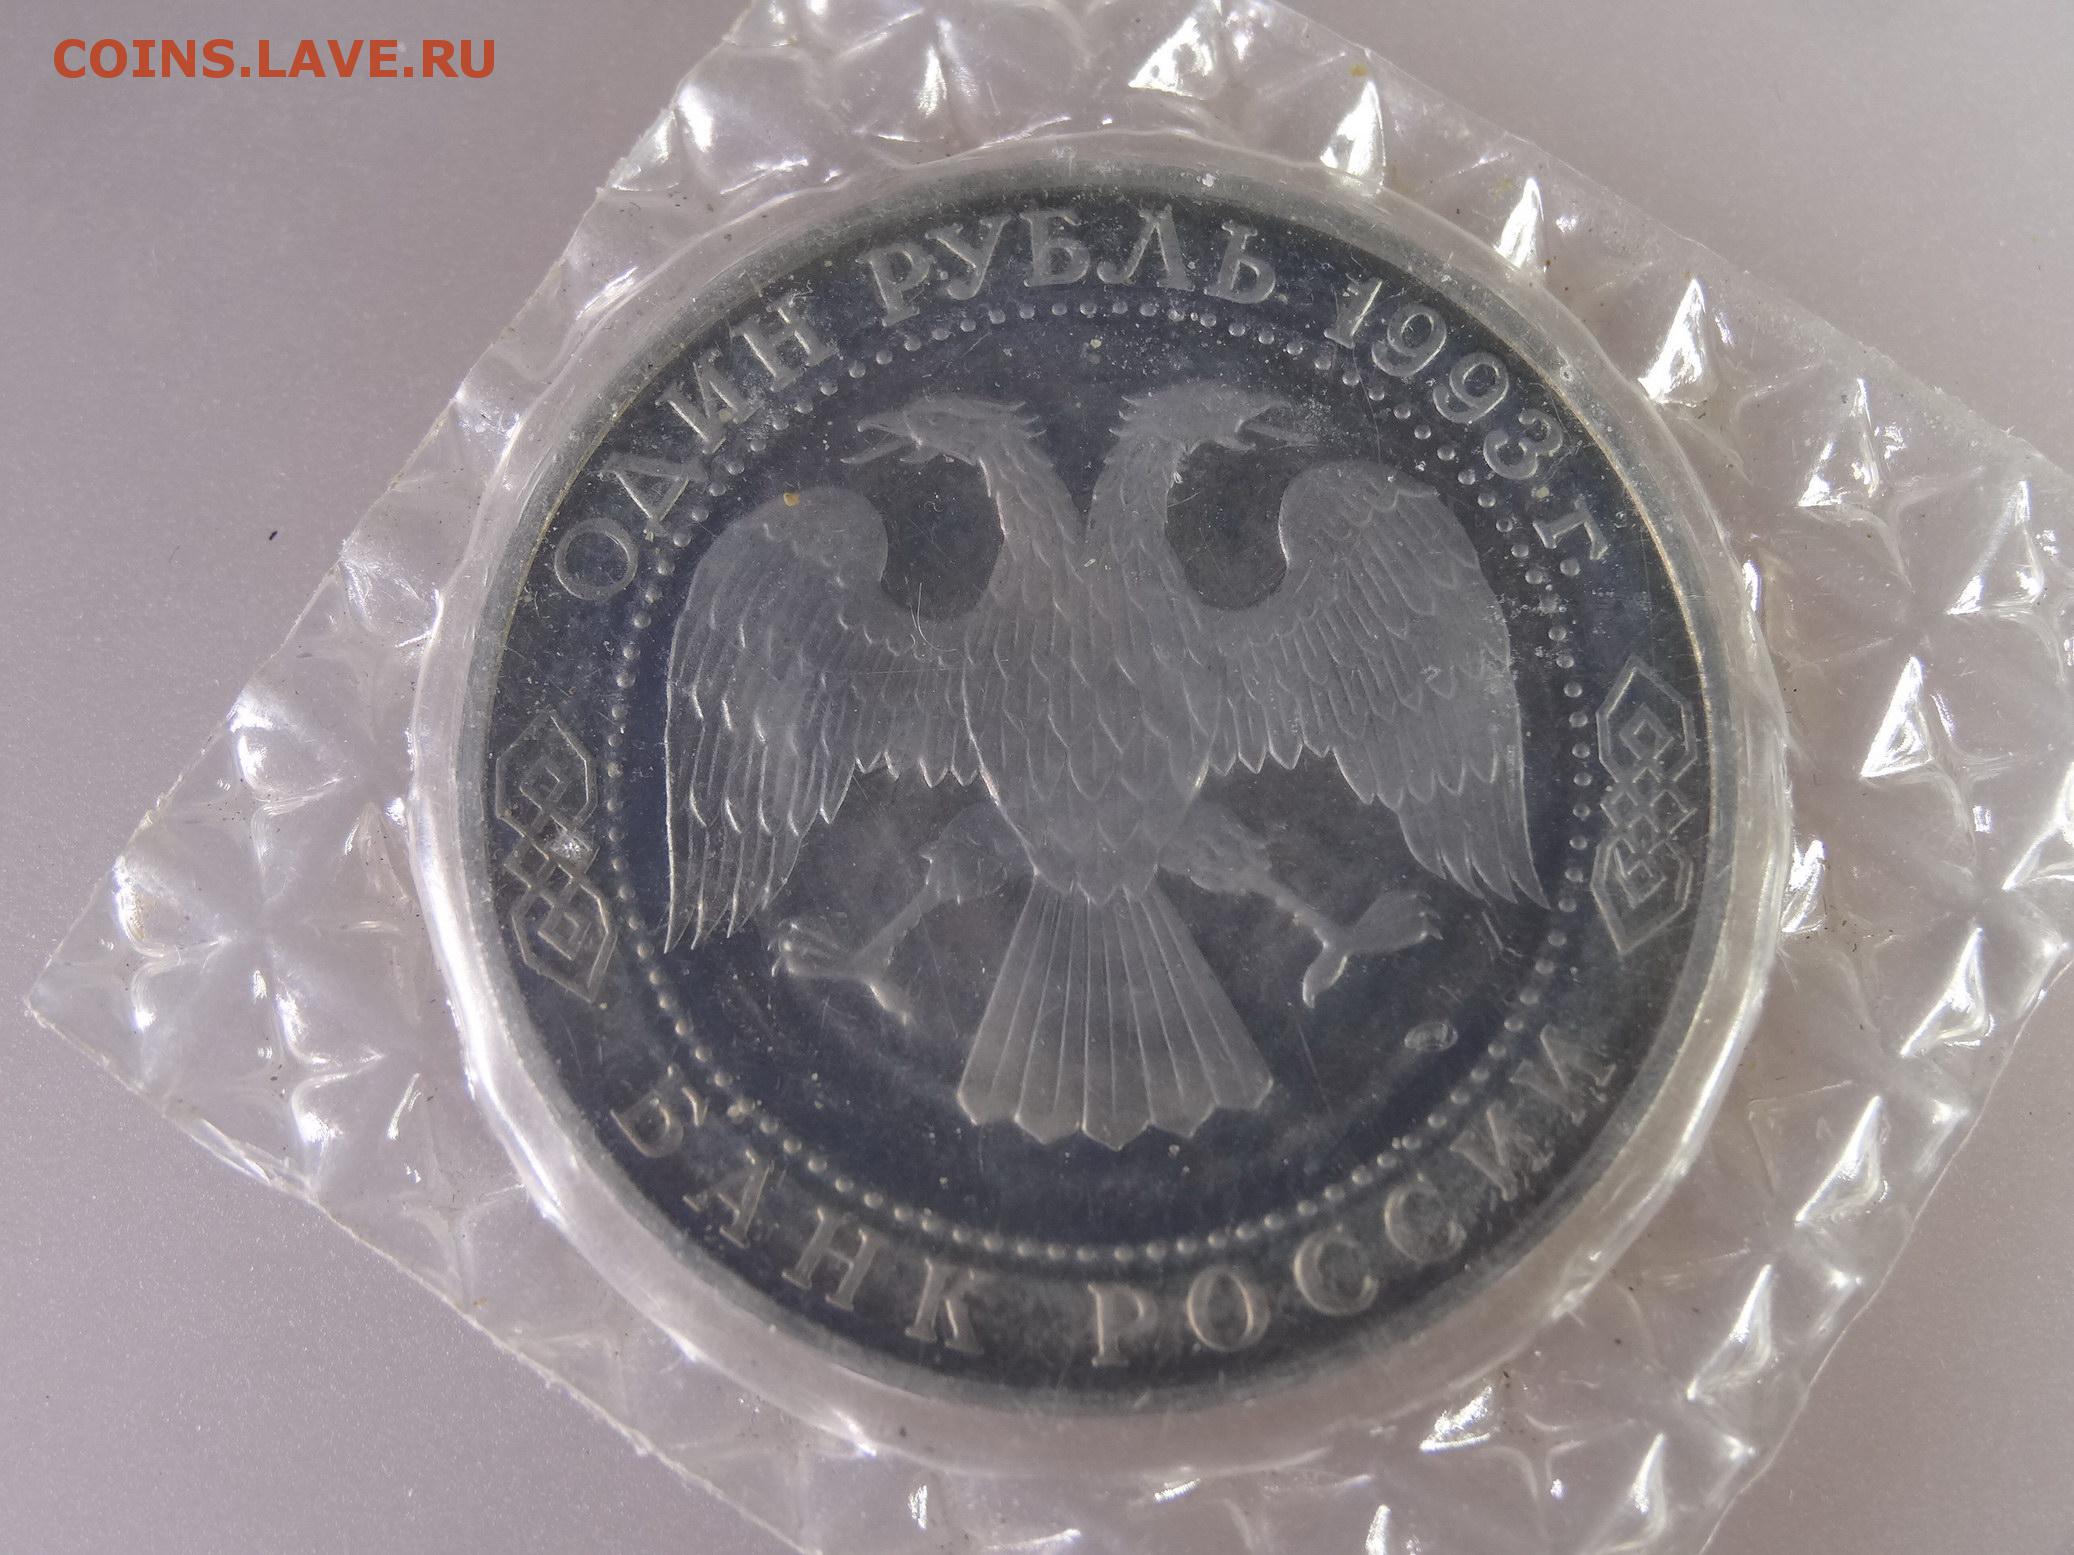 COINS.LAVE.RU
ОДИН РУБЛЬ 1993 г.
БАНК РОССИИ